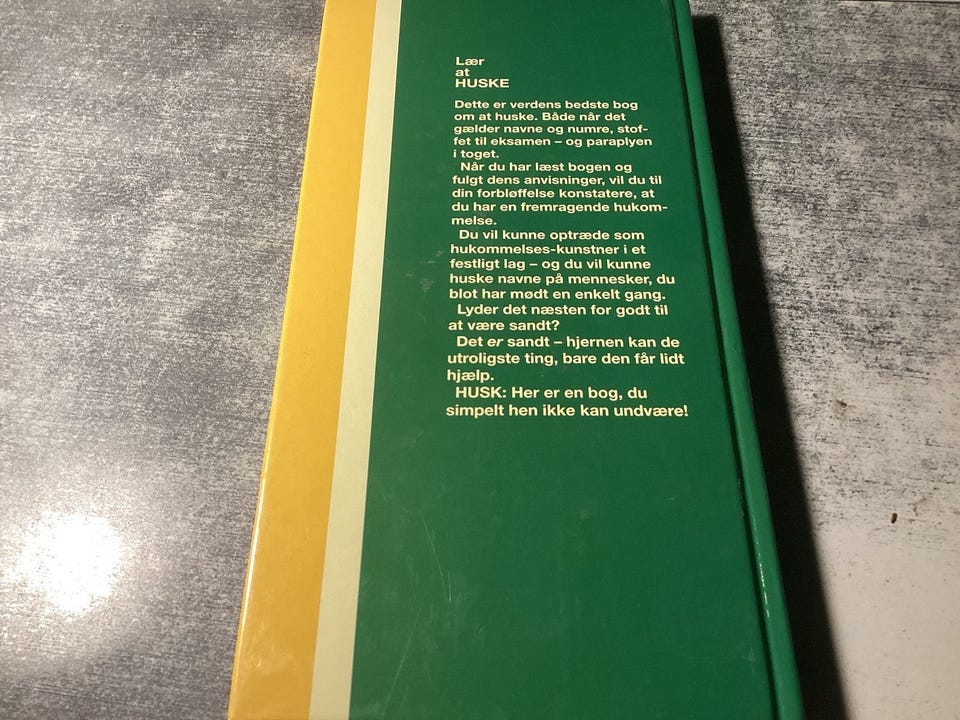 Lær
at
HUSKE
Dette er verdens bedste bog
om at huske. Både når det
gælder navne og numre, stof-
fet til eksamen – og paraplyen
i toget.
Når du har læst bogen og
fulgt dens anvisninger, vil du til
din forbløffelse konstatere, at
du har en fremragende hukom-
melse.
Du vil kunne optræde som
hukommelses-kunstner i et
festligt lag – og du vil kunne
huske navne på mennesker, du
blot har mødt en enkelt gang.
Lyder det næsten for godt til
at være sandt?
Det er sandt – hjernen kan de
utroligste ting, bare den får lidt
hjælp.
HUSK: Her er en bog, du
simpelt hen ikke kan undvære!